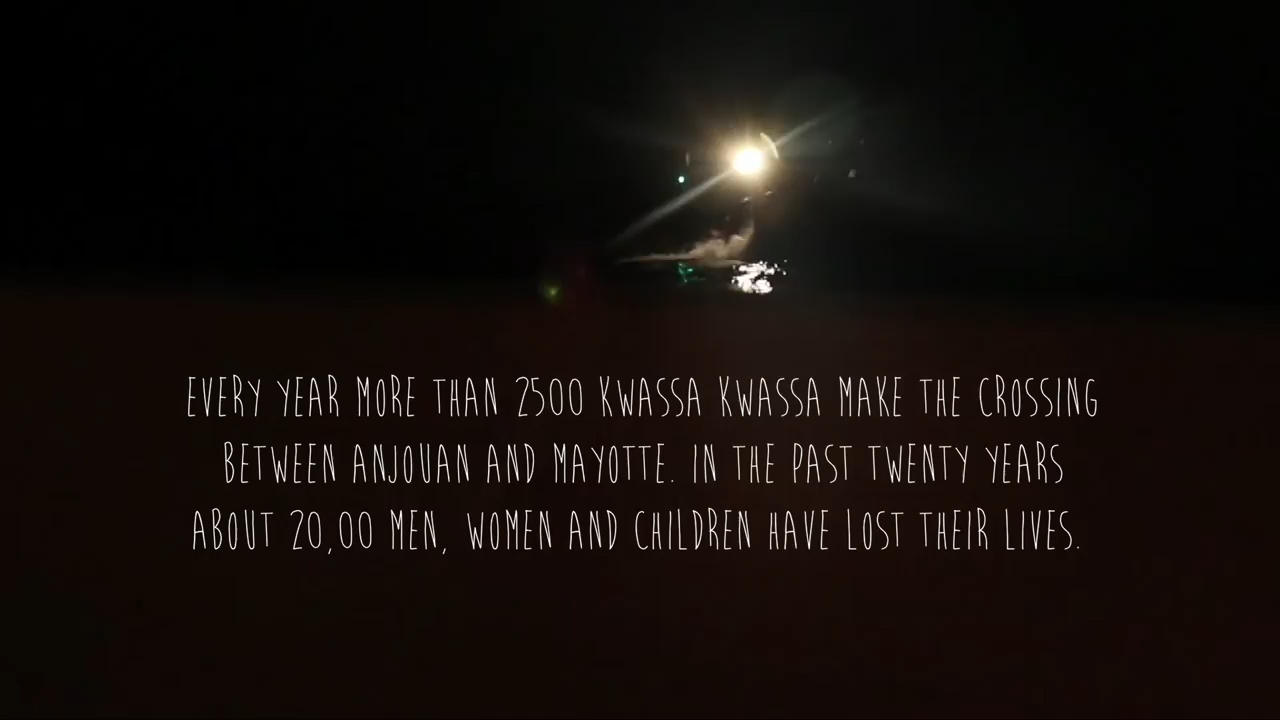 EVERY YEAR MORE THAN 2500 KWASSA KWASSA MAKE THE CROSSING
BETWEEN ANJOUAN AND MAYOTTE. IN THE PAST TWENTY YEARS
ABOUT 20,00 MEN, WOMEN AND CHILDREN HAVE LOST THEIR LIVES.